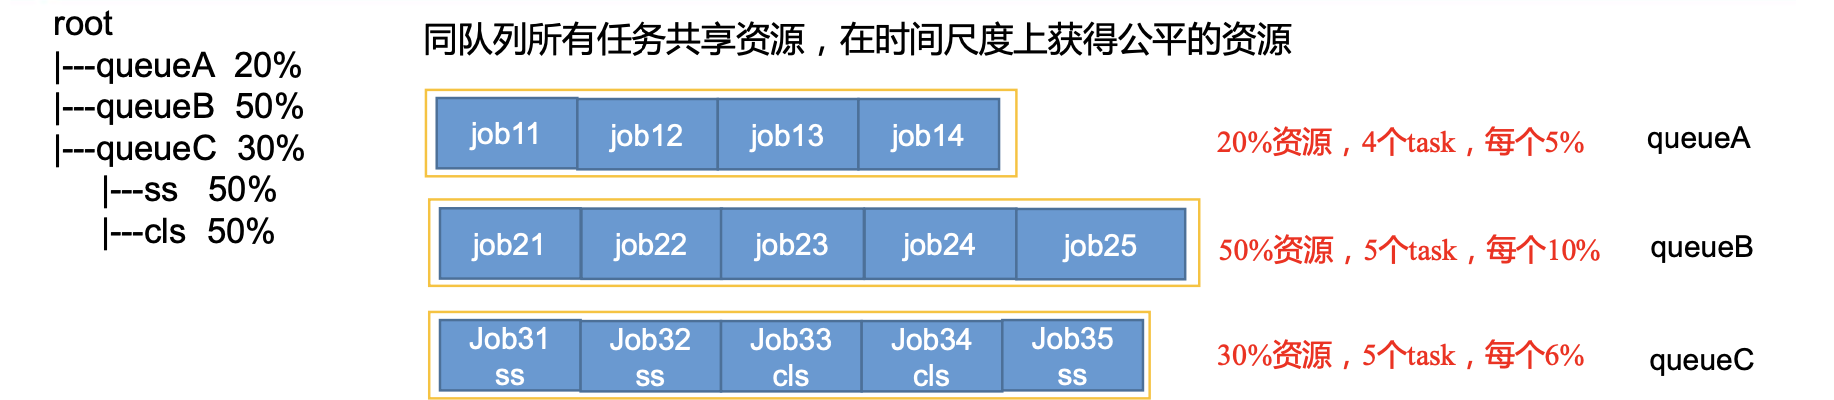 root
|---queueA 20%
|---queueB 50%
|---queueC 30%
|---ss 50%
|---cls 50%
同队列所有任务共享资源，在时间尺度上获得公平的资源
job11 job12 job13 job14
20%资源，4个task，每个5% queueA
job21 job22 job23 job24 job25
50%资源，5个task，每个10% queueB
Job31 Job32 Job33 Job34 Job35
ss ss cls cls ss
30%资源，5个task，每个6% queueC